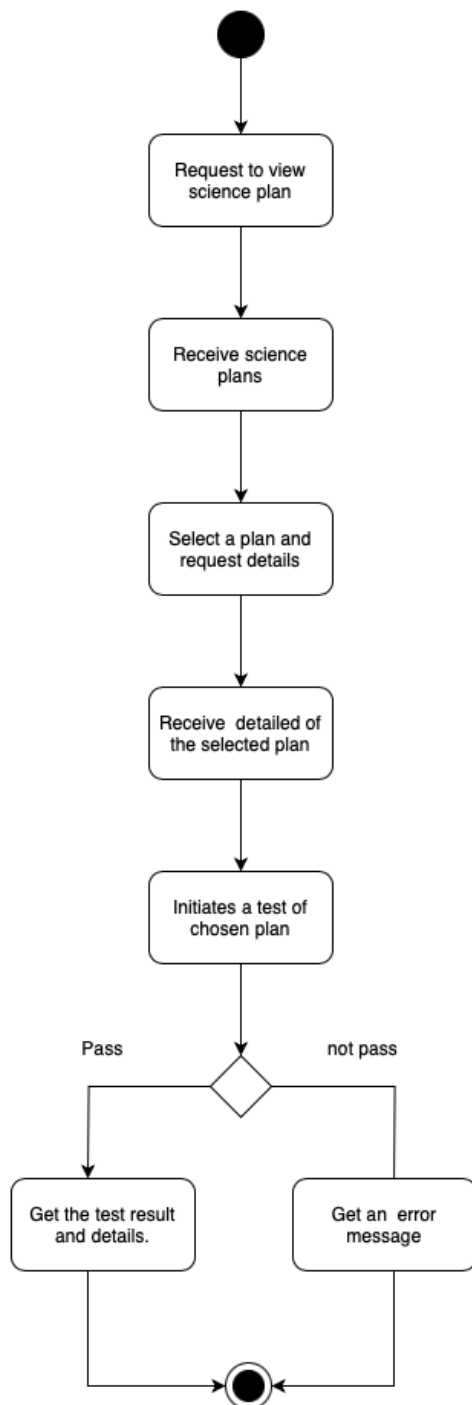 Request to view
science plan
Receive science
plans
Select a plan and
request details
Receive detailed of
the selected plan
Initiates a test of
chosen plan
Pass
not pass
Get the test result
and details.
Get an error
message